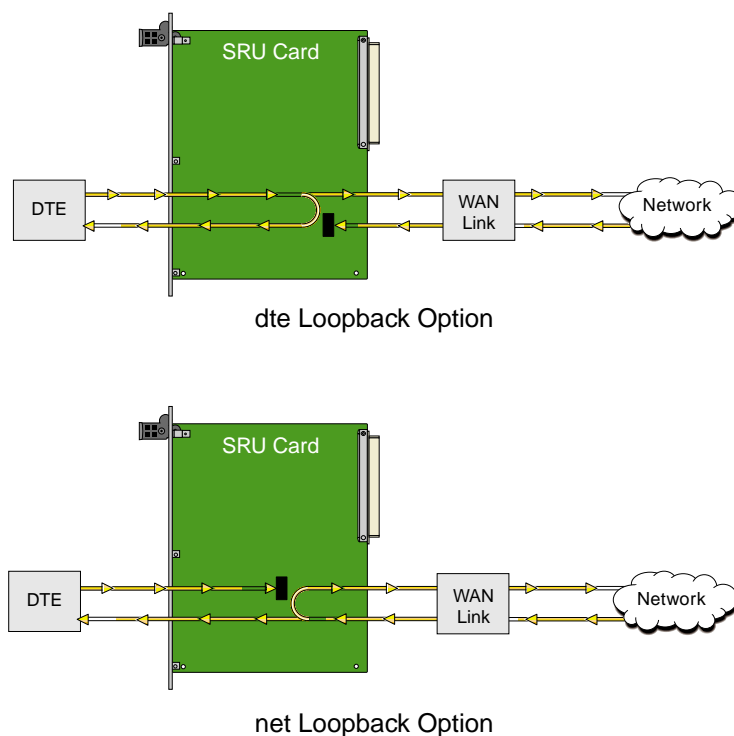 SRU Card
DTE
WAN
Link
Network
dte Loopback Option
SRU Card
DTE
WAN
Link
Network
net Loopback Option